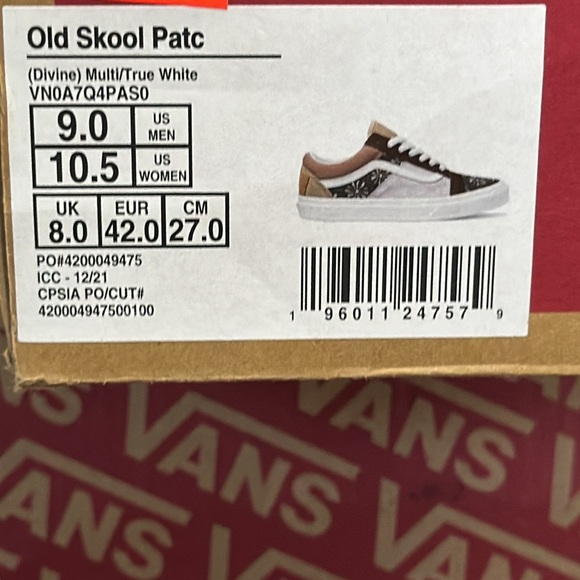 Old Skool Patc
(Divine) Multi/True White
VN0A7Q4PAS0
9.0 US MEN
10.5 US WOMEN
UK EUR CM
8.0 42.0 27.0
PO#4200049475
ICC - 12/21
CPSIA PO/CUT#
420004947500100
1 96011 24757 9
VANS
VANS
VANS
VANS